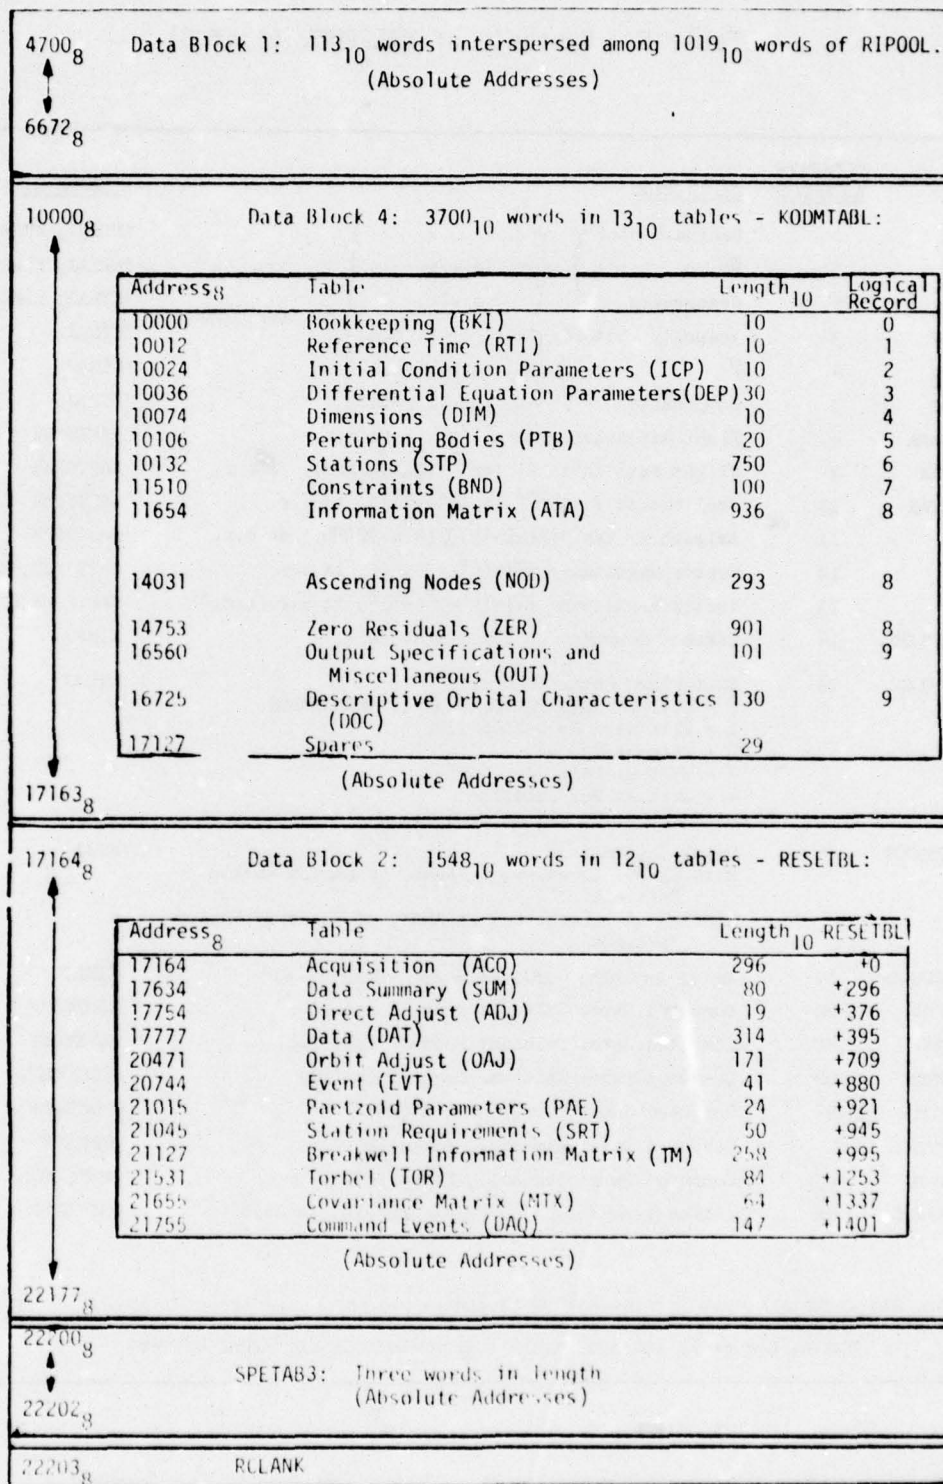 4700₈ Data Block 1: 113₁₀ words interspersed among 1019₁₀ words of RIPOOL.
(Absolute Addresses)
6672₈
10000₈ Data Block 4: 3700₁₀ words in 13₁₀ tables - KODMTABL:
Address₈ Table Length₁₀ Logical Record
10000 Bookkeeping (BKI) 10 0
10012 Reference Time (RTI) 10 1
10024 Initial Condition Parameters (ICP) 10 2
10036 Differential Equation Parameters(DEP) 30 3
10074 Dimensions (DIM) 10 4
10106 Perturbing Bodies (PTB) 20 5
10132 Stations (STP) 750 6
11510 Constraints (BND) 100 7
11654 Information Matrix (ATA) 936 8
14031 Ascending Nodes (NOD) 293 8
14753 Zero Residuals (ZER) 901 8
16560 Output Specifications and 101 9
Miscellaneous (OUT)
16725 Descriptive Orbital Characteristics 130 9
(DOC)
17127 Spares 29
(Absolute Addresses)
17163₈
17164₈ Data Block 2: 1548₁₀ words in 12₁₀ tables - RESETBL:
Address₈ Table Length₁₀ RESETBL
17164 Acquisition (ACQ) 296 +0
17634 Data Summary (SUM) 80 +296
17754 Direct Adjust (ADJ) 19 +376
17777 Data (DAT) 314 +395
20471 Orbit Adjust (OAJ) 171 +709
20744 Event (EVT) 41 +880
21015 Paetzold Parameters (PAE) 24 +921
21045 Station Requirements (SRT) 50 +945
21127 Breakwell Information Matrix (TM) 258 +995
21531 Torbel (TOR) 84 +1253
21655 Covariance Matrix (MTX) 64 +1337
21755 Command Events (DAQ) 147 +1401
(Absolute Addresses)
22177₈
22200₈
SPETAB3: Three words in length
(Absolute Addresses)
22202₈
22203₈ RCLANK